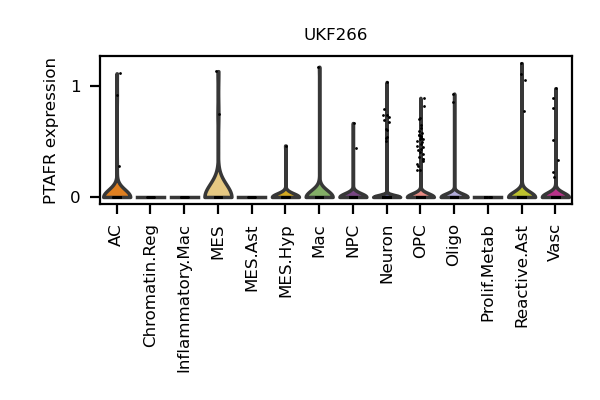 UKF266
PTAFR expression
1
0
AC
Chromatin.Reg
Inflammatory.Mac
MES
MES.Ast
MES.Hyp
Mac
NPC
Neuron
OPC
Oligo
Prolif.Metab
Reactive.Ast
Vasc